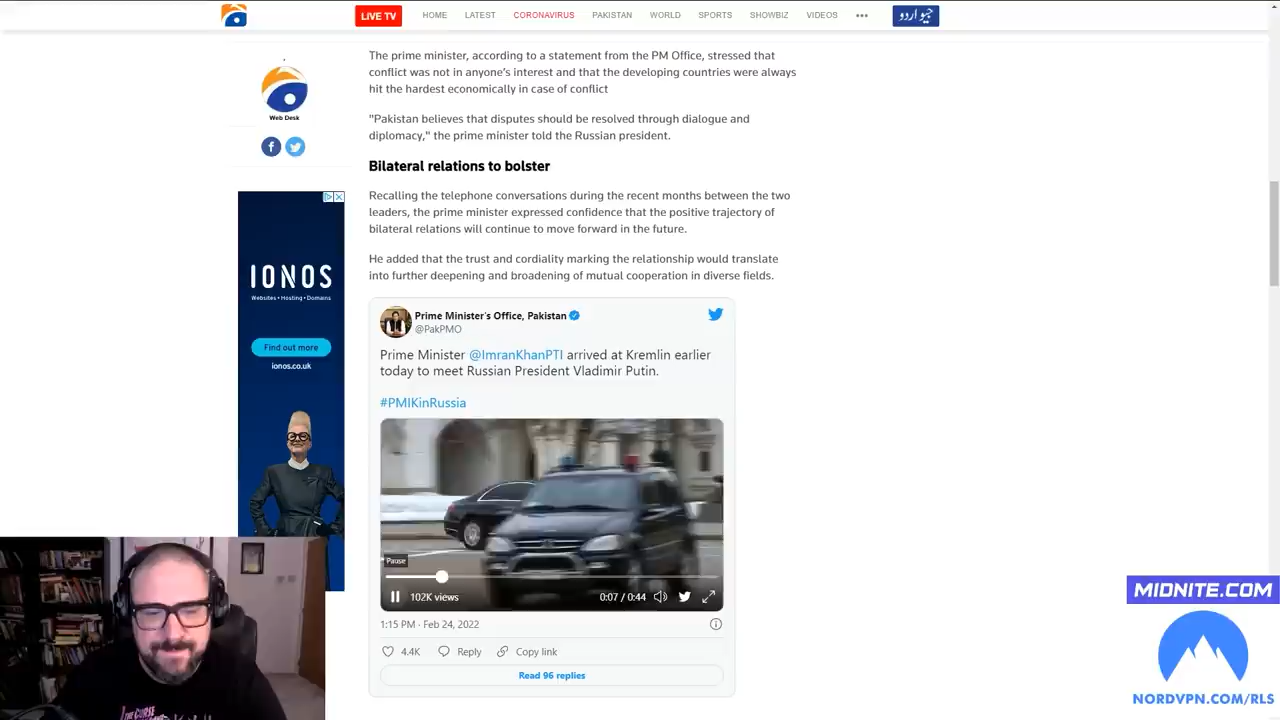 LIVE TV
HOME
LATEST
CORONAVIRUS
PAKISTAN
WORLD
SPORTS
SHOWBIZ
VIDEOS
جیو اردو
The prime minister, according to a statement from the PM Office, stressed that
conflict was not in anyone's interest and that the developing countries were always
hit the hardest economically in case of conflict
"Pakistan believes that disputes should be resolved through dialogue and
diplomacy," the prime minister told the Russian president.
Bilateral relations to bolster
Recalling the telephone conversations during the recent months between the two
leaders, the prime minister expressed confidence that the positive trajectory of
bilateral relations will continue to move forward in the future.
He added that the trust and cordiality marking the relationship would translate
into further deepening and broadening of mutual cooperation in diverse fields.
Web Desk
IONOS
Websites • Hosting • Domains
Find out more
ionos.co.uk
Prime Minister's Office, Pakistan
@PakPMO
Prime Minister @ImranKhanPTI arrived at Kremlin earlier
today to meet Russian President Vladimir Putin.
#PMIKinRussia
Pause
102K views
0:07 / 0:44
1:15 PM · Feb 24, 2022
4.4K
Reply
Copy link
Read 96 replies
MIDNITE.COM
NORDVPN.COM/RLS